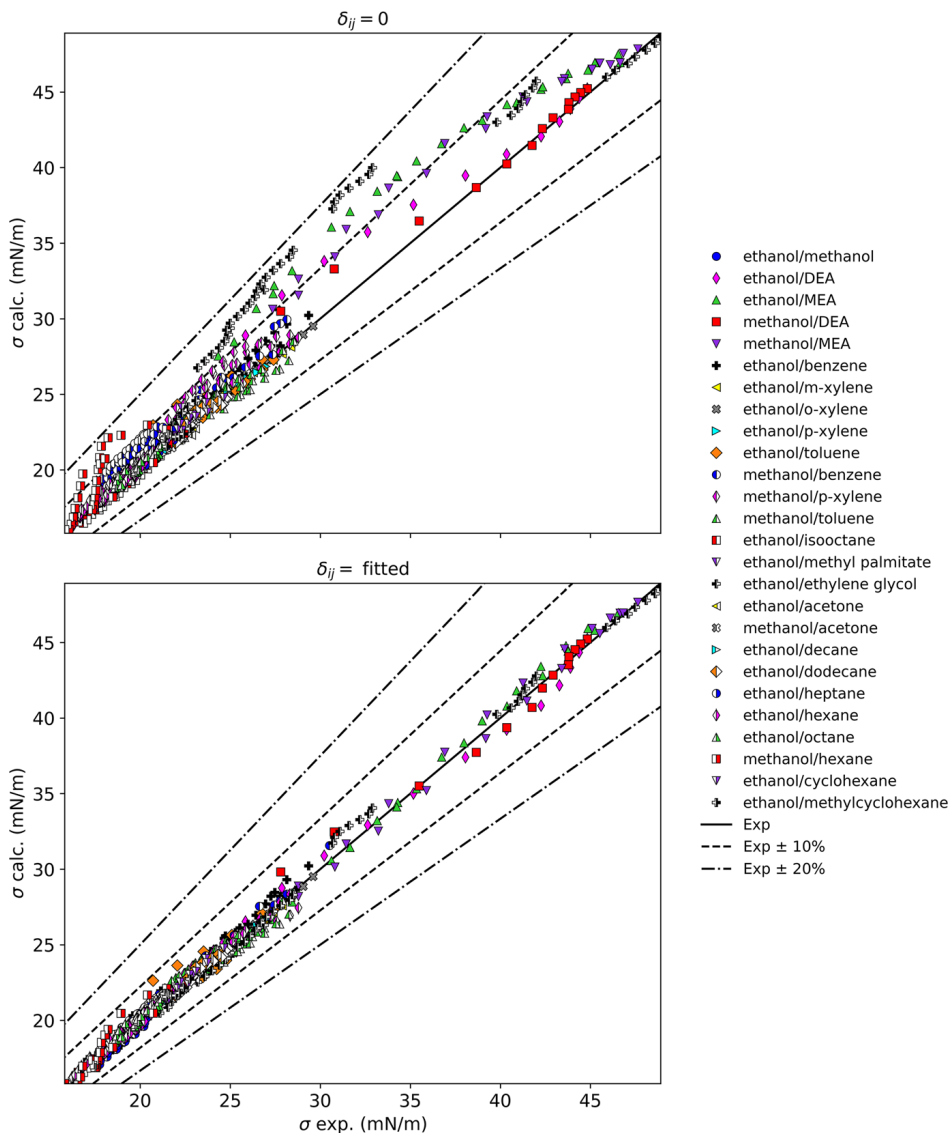 δij = 0
45
40
35
30
25
20
σ calc. (mN/m)
ethanol/methanol
ethanol/DEA
ethanol/MEA
methanol/DEA
methanol/MEA
ethanol/benzene
ethanol/m-xylene
ethanol/o-xylene
ethanol/p-xylene
ethanol/toluene
methanol/benzene
methanol/p-xylene
methanol/toluene
ethanol/isooctane
ethanol/methyl palmitate
ethanol/ethylene glycol
ethanol/acetone
methanol/acetone
ethanol/decane
ethanol/dodecane
ethanol/heptane
ethanol/hexane
ethanol/octane
methanol/hexane
ethanol/cyclohexane
ethanol/methylcyclohexane
Exp
Exp ± 10%
Exp ± 20%
δij = fitted
45
40
35
30
25
20
σ calc. (mN/m)
20 25 30 35 40 45
σ exp. (mN/m)